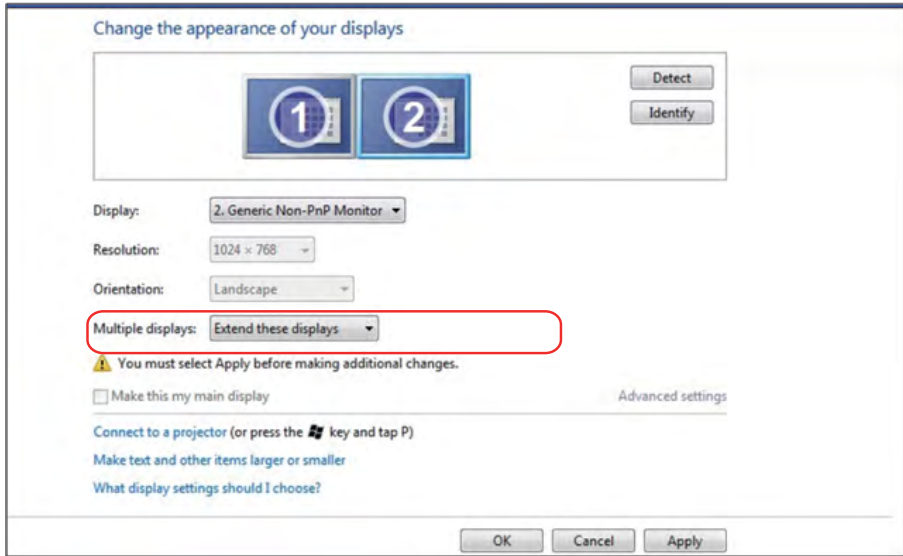 Change the appearance of your displays
1
2
Detect
Identify
Display:
2. Generic Non-PnP Monitor
Resolution:
1024 × 768
Orientation:
Landscape
Multiple displays:
Extend these displays
You must select Apply before making additional changes.
Make this my main display
Advanced settings
Connect to a projector (or press the key and tap P)
Make text and other items larger or smaller
What display settings should I choose?
OK
Cancel
Apply